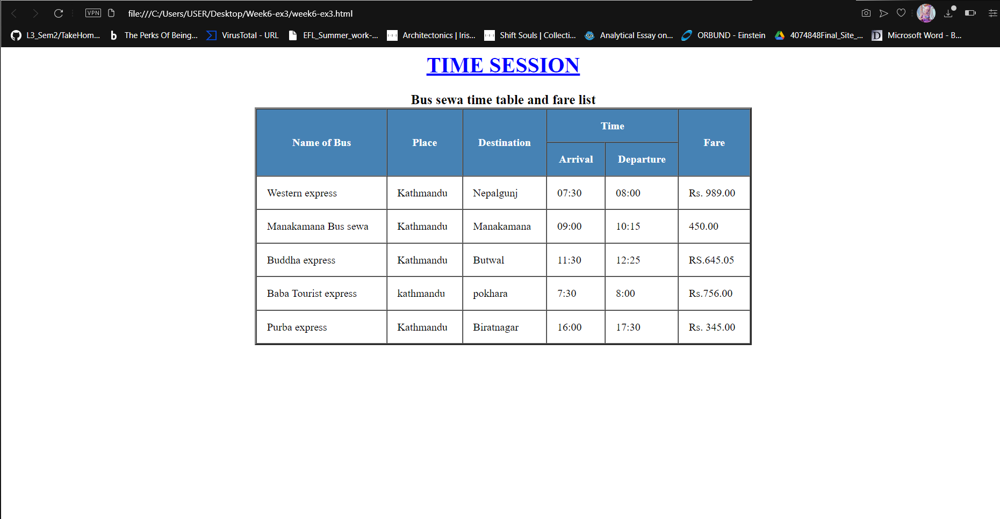 VPN file:///C:/Users/USER/Desktop/Week6-ex3/week6-ex3.html
L3_Sem2/TakeHom... b The Perks Of Being... VirusTotal - URL EFL_Summer_work-... Architectonics | Iris... Shift Souls | Collecti... Analytical Essay on... ORBUND - Einstein 4074848Final_Site_... D Microsoft Word - B...
TIME SESSION
Bus sewa time table and fare list
Name of Bus Place Destination Time Fare
Arrival Departure
Western express Kathmandu Nepalgunj 07:30 08:00 Rs. 989.00
Manakamana Bus sewa Kathmandu Manakamana 09:00 10:15 450.00
Buddha express Kathmandu Butwal 11:30 12:25 RS.645.05
Baba Tourist express kathmandu pokhara 7:30 8:00 Rs.756.00
Purba express Kathmandu Biratnagar 16:00 17:30 Rs. 345.00